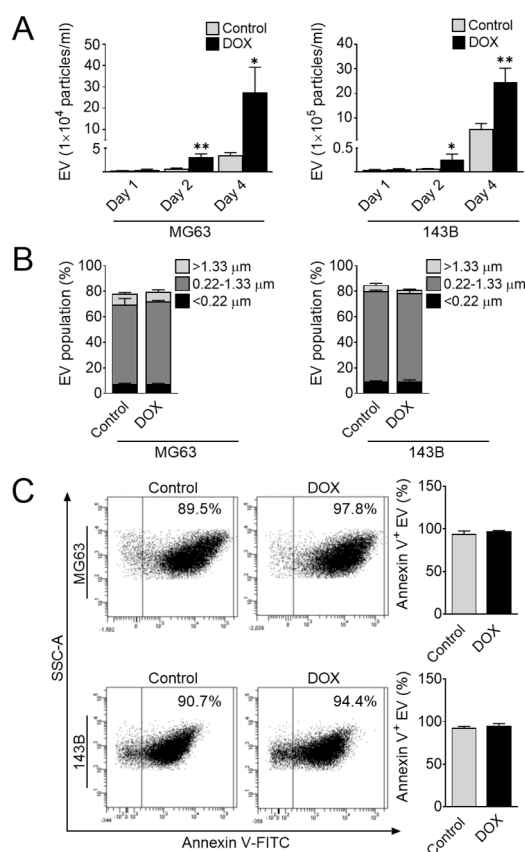 A
Control
DOX
EV (1×10⁴ particles/ml)
50
40
30
20
10
5
0
*
**
Day 1
Day 2
Day 4
MG63
Control
DOX
EV (1×10⁵ particles/ml)
40
30
20
10
0.5
0
**
*
Day 1
Day 2
Day 4
143B
B
EV population (%)
100
80
60
40
20
0
>1.33 µm
0.22-1.33 µm
<0.22 µm
Control
DOX
MG63
EV population (%)
100
80
60
40
20
0
>1.33 µm
0.22-1.33 µm
<0.22 µm
Control
DOX
143B
C
SSC-A
MG63
Control
89.5%
DOX
97.8%
Annexin V⁺ EV (%)
150
100
50
0
Control
DOX
143B
Control
90.7%
DOX
94.4%
Annexin V⁺ EV (%)
150
100
50
0
Control
DOX
Annexin V-FITC